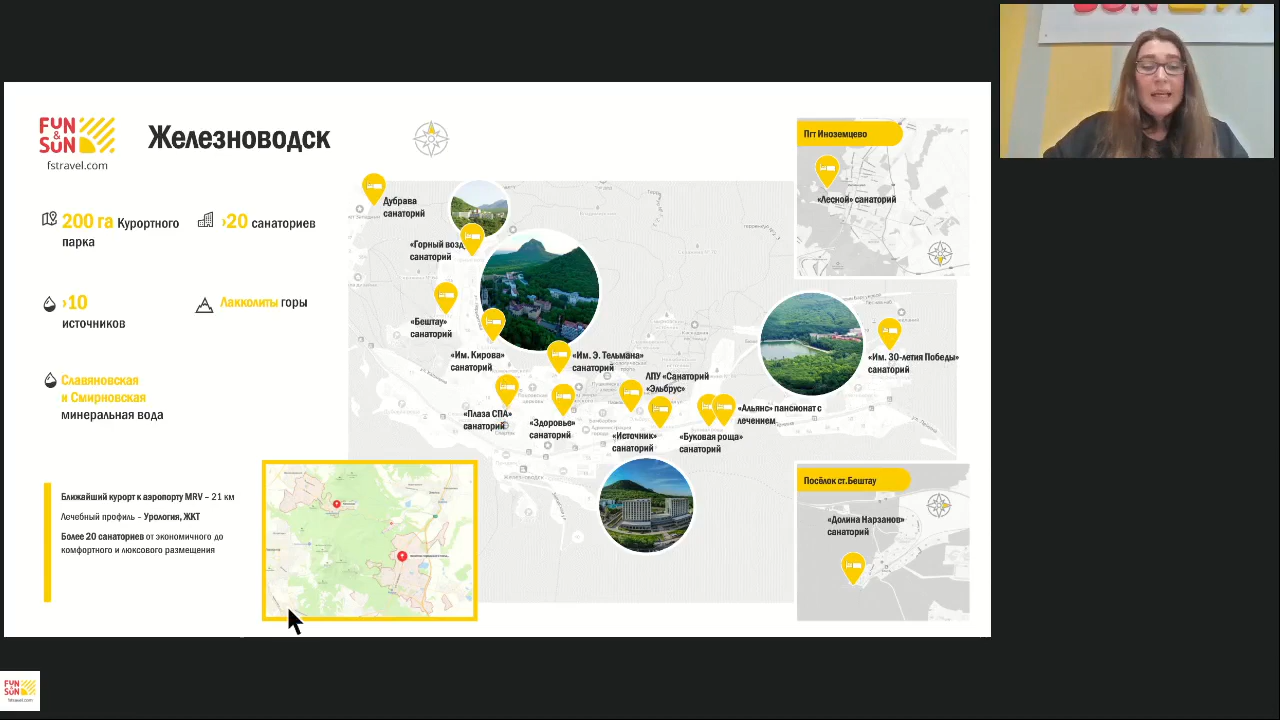 FUN
&
SUN
fstravel.com
Железноводск
200 га Курортного
парка
›20 санаториев
›10
источников
Лакколиты горы
Славяновская
и Смирновская
минеральная вода
Ближайший курорт к аэропорту MRV – 21 км
Лечебный профиль – Урология, ЖКТ
Более 20 санаториев от экономичного до
комфортного и люксового размещения
Дубрава
санаторий
«Горный возд
санаторий
«Бештау»
санаторий
«Им. Кирова»
санаторий
«Им. Э. Тельмана»
санаторий
«Плаза СПА»
санаторий
«Здоровье»
санаторий
ЛПУ «Санаторий
«Эльбрус»
«Источник»
санаторий
«Буковая роща»
санаторий
«Альянс» пансионат с
лечением
«Им. 30-летия Победы»
санаторий
Пгт Иноземцево
«Лесной» санаторий
Посёлок ст.Бештау
«Долина Нарзанов»
санаторий
FUN
&
SUN
fstravel.com